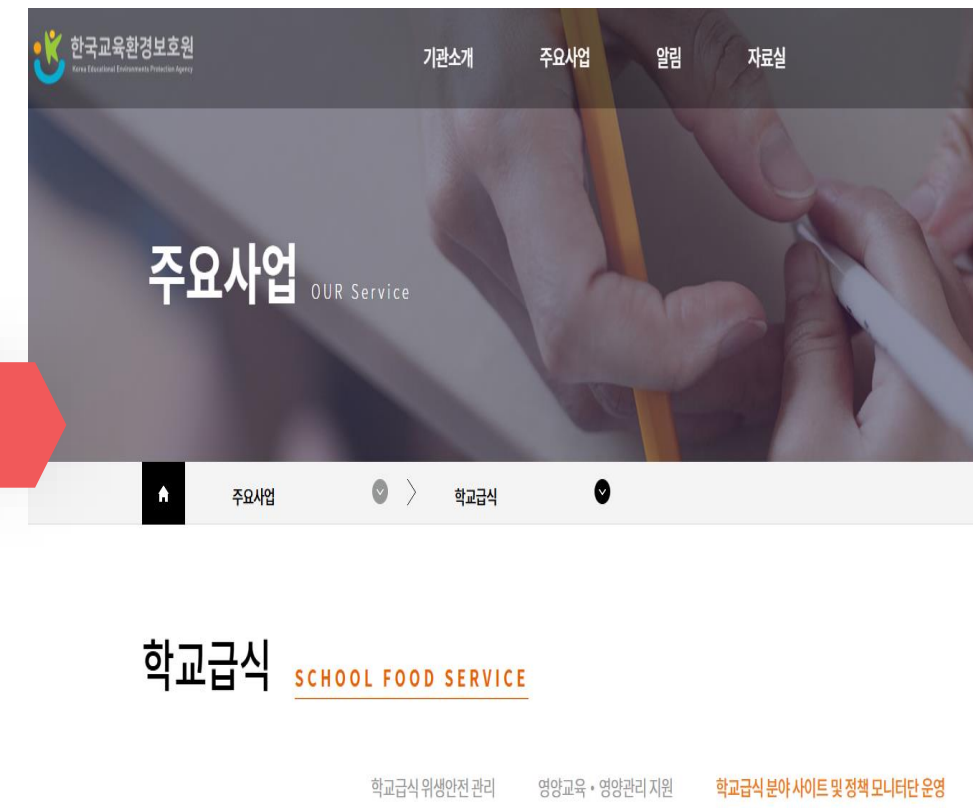 한국교육환경보호원
Korea Educational Environments Protection Agency
기관소개 주요사업 알림 자료실
주요사업 OUR Service
주요사업 학교급식
학교급식 SCHOOL FOOD SERVICE
학교급식 위생안전 관리 영양교육 • 영양관리 지원 학교급식 분야 사이트 및 정책 모니터단 운영